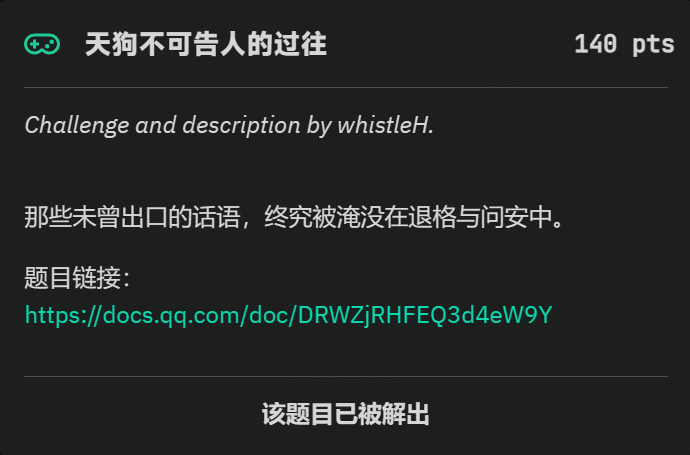 天狗不可告人的过往
140 pts
Challenge and description by whistleH.
那些未曾出口的话语，终究被淹没在退格与问安中。
题目链接：
https://docs.qq.com/doc/DRWZjRHFEQ3d4eW9Y
该题目已被解出